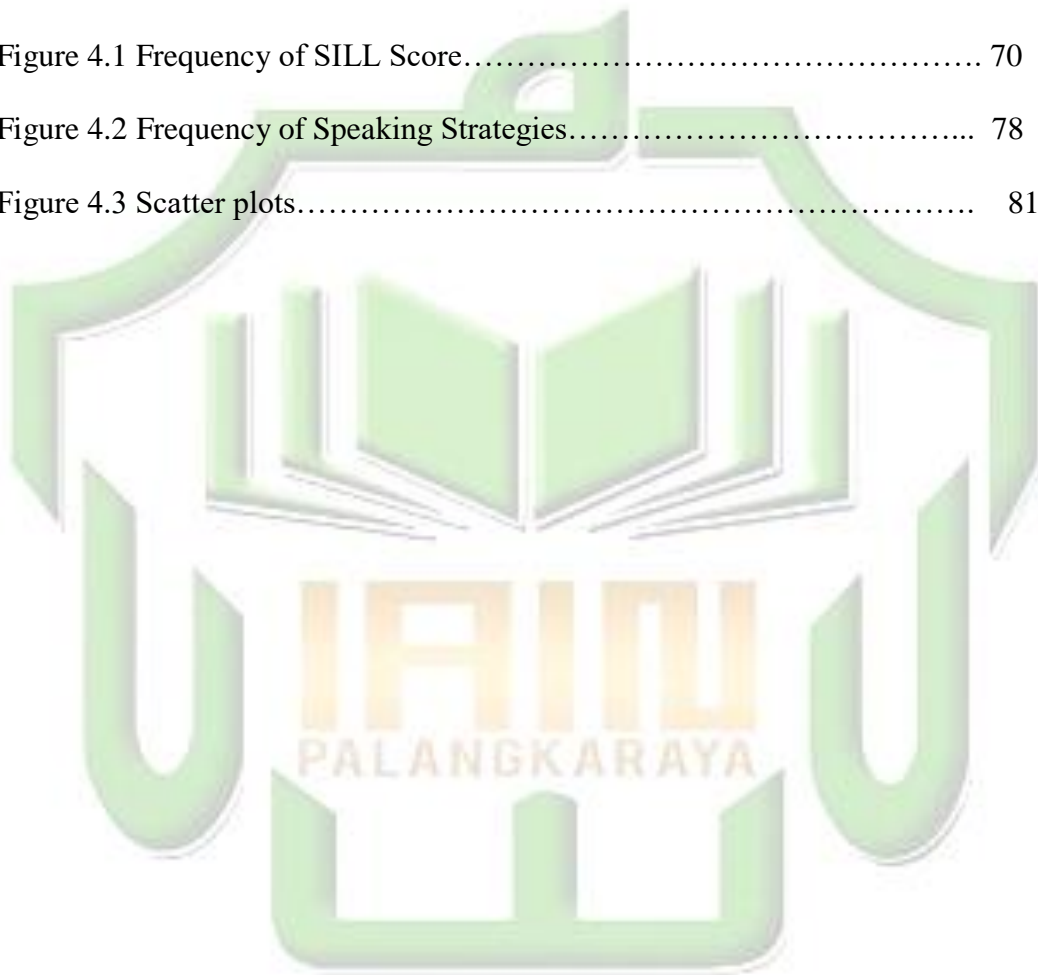 Figure 4.1 Frequency of SILL Score……………………………………………. 70
Figure 4.2 Frequency of Speaking Strategies………………………………... 78
Figure 4.3 Scatter plots…………………………………………………………. 81
IAIN
PALANGKARAYA